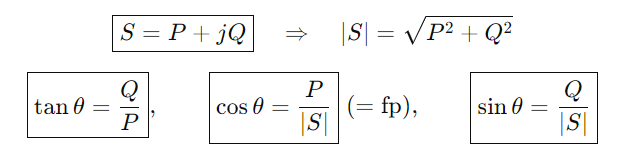 S = P + jQ ⇒ |S| = √(P² + Q²)
tan θ = Q/P, cos θ = P/|S| (= fp), sin θ = Q/|S|